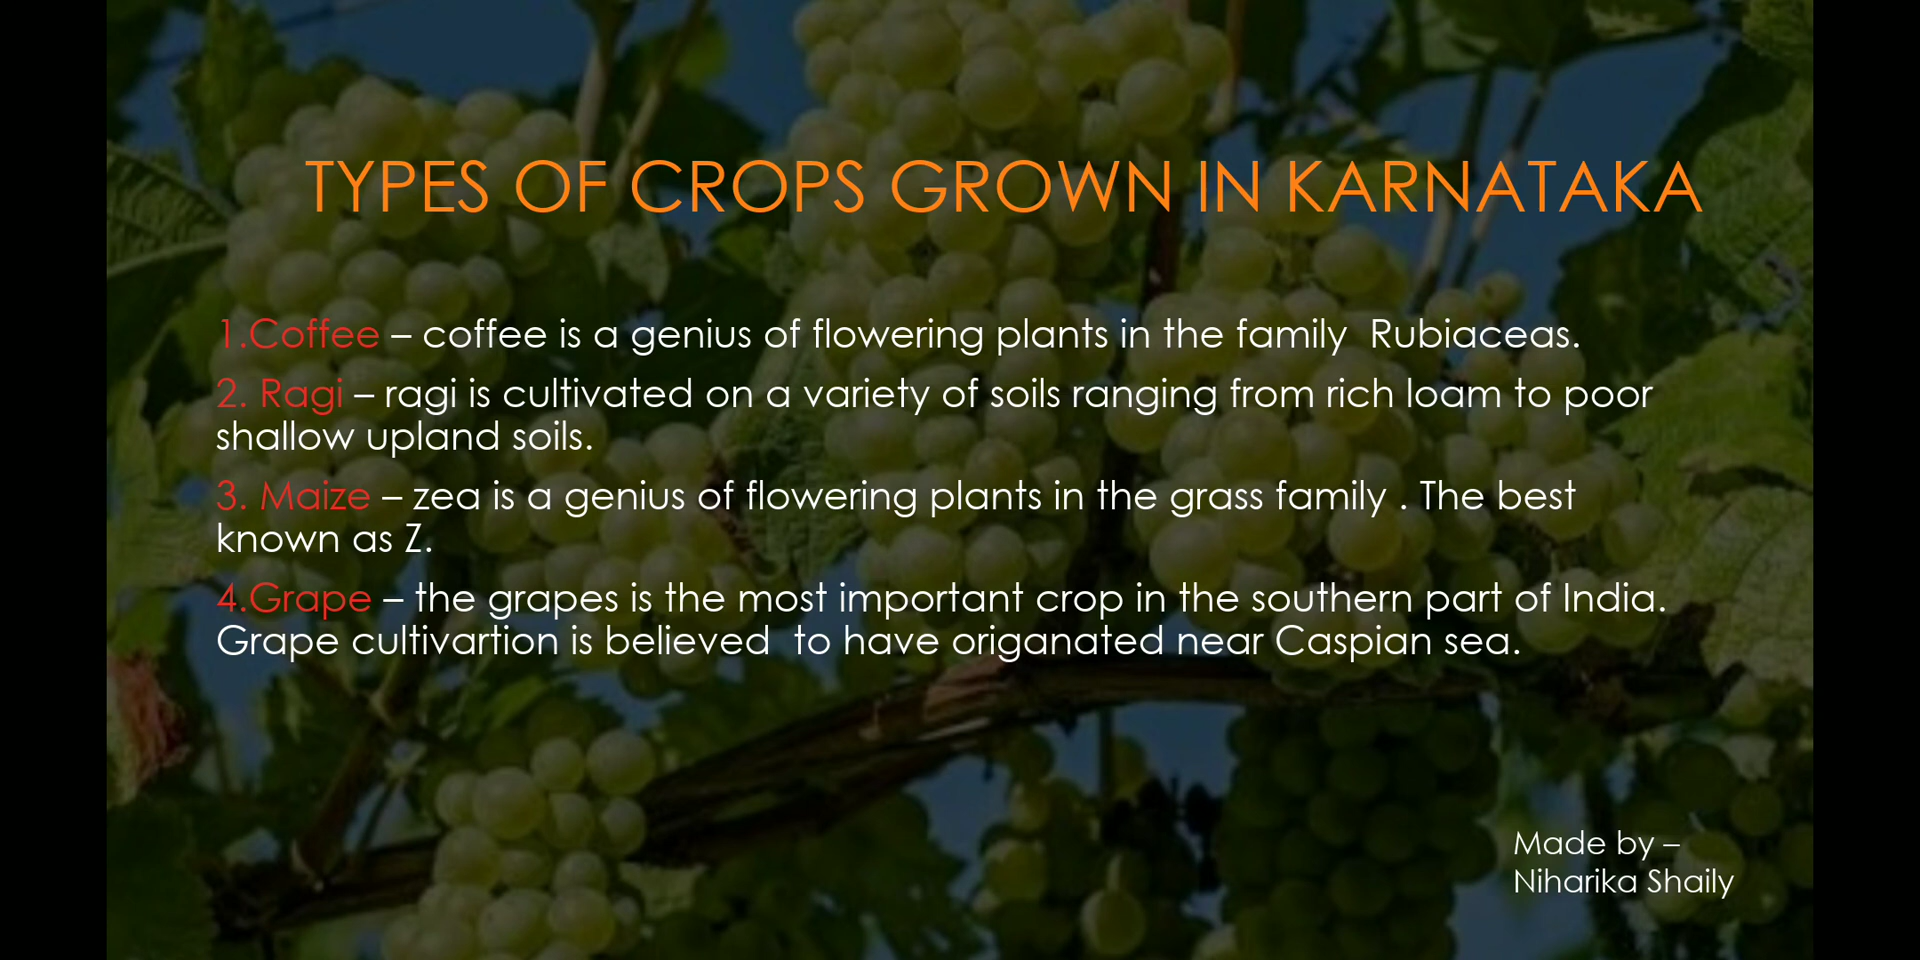 TYPES OF CROPS GROWN IN KARNATAKA
1.Coffee – coffee is a genius of flowering plants in the family  Rubiaceas.
2. Ragi – ragi is cultivated on a variety of soils ranging from rich loam to poor
shallow upland soils.
3. Maize – zea is a genius of flowering plants in the grass family . The best
known as Z.
4.Grape – the grapes is the most important crop in the southern part of India.
Grape cultivartion is believed  to have origanated near Caspian sea.
Made by –
Niharika Shaily